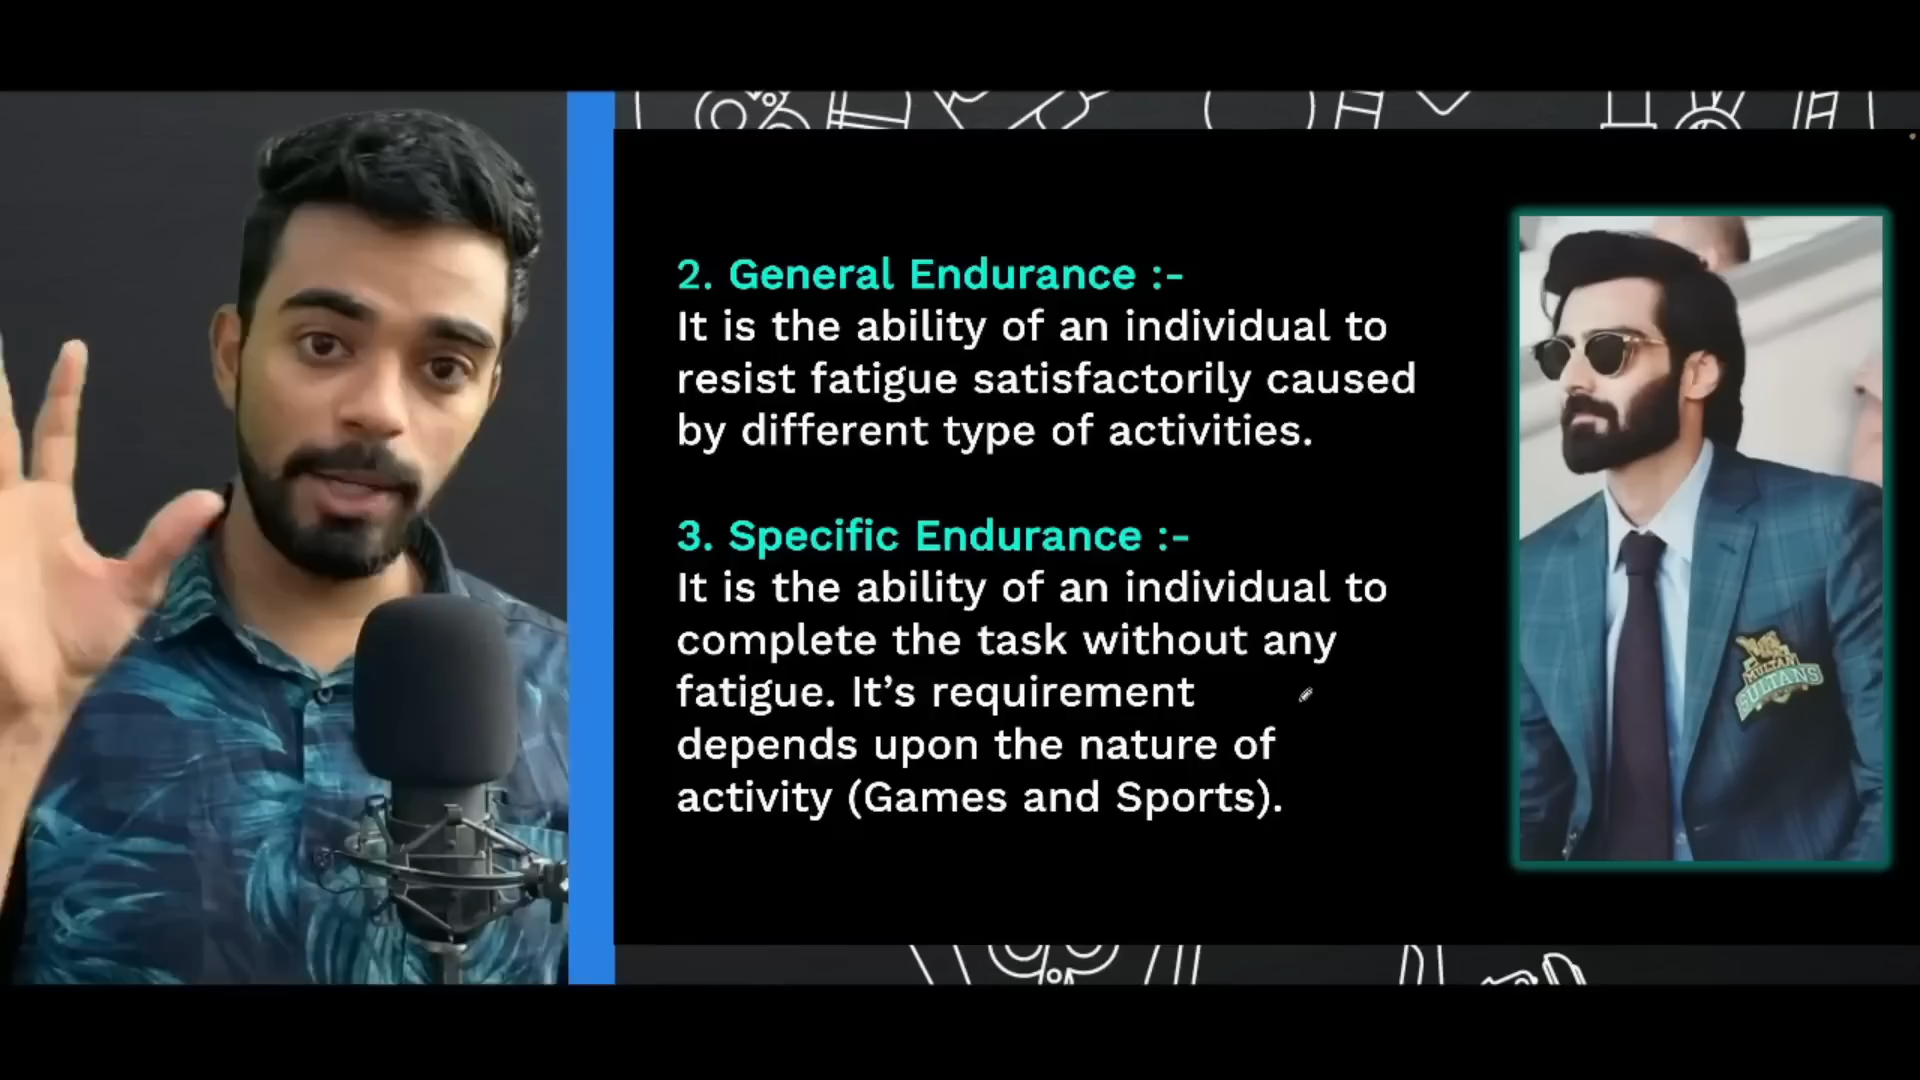 2. General Endurance :-
It is the ability of an individual to
resist fatigue satisfactorily caused
by different type of activities.
3. Specific Endurance :-
It is the ability of an individual to
complete the task without any
fatigue. It's requirement
depends upon the nature of
activity (Games and Sports).
MULTAN
SULTANS